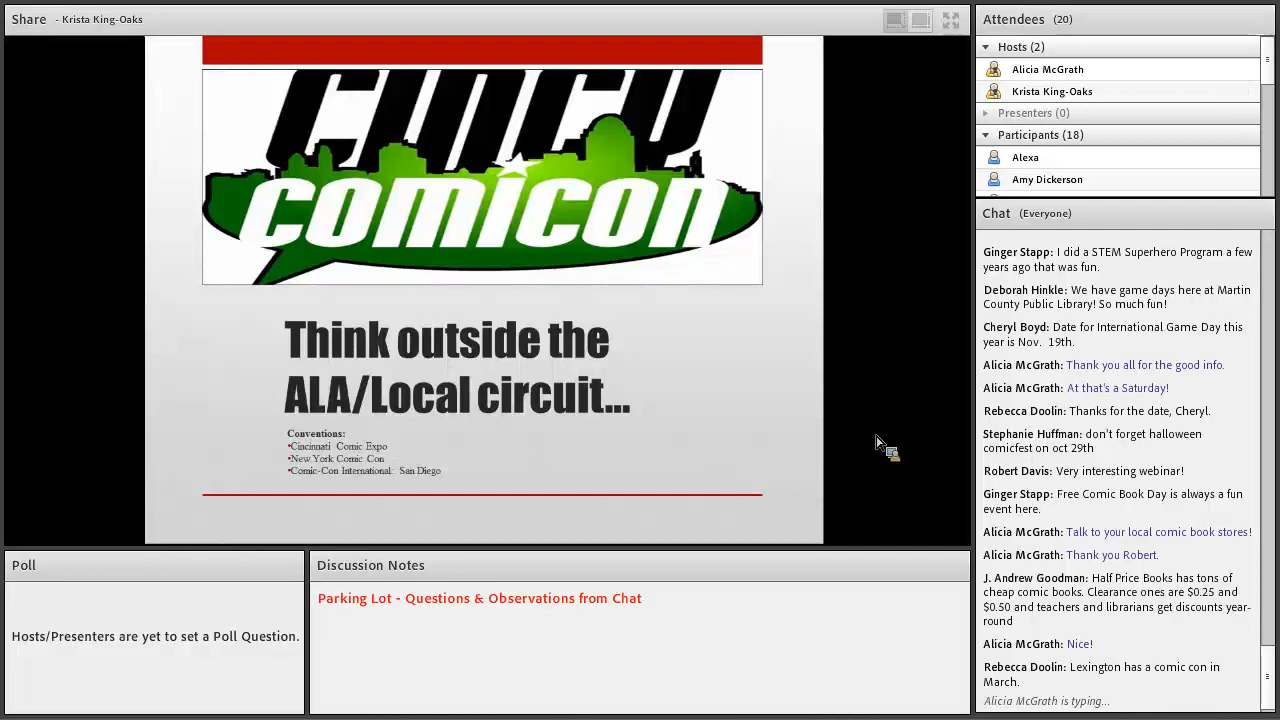 Share - Krista King-Oaks
CINCY
comicon
Think outside the
ALA/Local circuit...
Conventions:
•Cincinnati Comic Expo
•New York Comic Con
•Comic-Con International: San Diego
Poll
Hosts/Presenters are yet to set a Poll Question.
Discussion Notes
Parking Lot - Questions & Observations from Chat
Attendees (20)
Hosts (2)
Alicia McGrath
Krista King-Oaks
Presenters (0)
Participants (18)
Alexa
Amy Dickerson
Chat (Everyone)
Ginger Stapp: I did a STEM Superhero Program a few
years ago that was fun.
Deborah Hinkle: We have game days here at Martin
County Public Library! So much fun!
Cheryl Boyd: Date for International Game Day this
year is Nov. 19th.
Alicia McGrath: Thank you all for the good info.
Alicia McGrath: At that's a Saturday!
Rebecca Doolin: Thanks for the date, Cheryl.
Stephanie Huffman: don't forget halloween
comicfest on oct 29th
Robert Davis: Very interesting webinar!
Ginger Stapp: Free Comic Book Day is always a fun
event here.
Alicia McGrath: Talk to your local comic book stores!
Alicia McGrath: Thank you Robert.
J. Andrew Goodman: Half Price Books has tons of
cheap comic books. Clearance ones are $0.25 and
$0.50 and teachers and librarians get discounts year-
round
Alicia McGrath: Nice!
Rebecca Doolin: Lexington has a comic con in
March.
Alicia McGrath is typing...